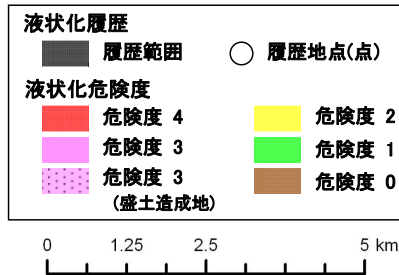 液状化履歴
履歴範囲 履歴地点(点)
液状化危険度
危険度 4 危険度 2
危険度 3 危険度 1
危険度 3 危険度 0
(盛土造成地)
0 1.25 2.5 5 km